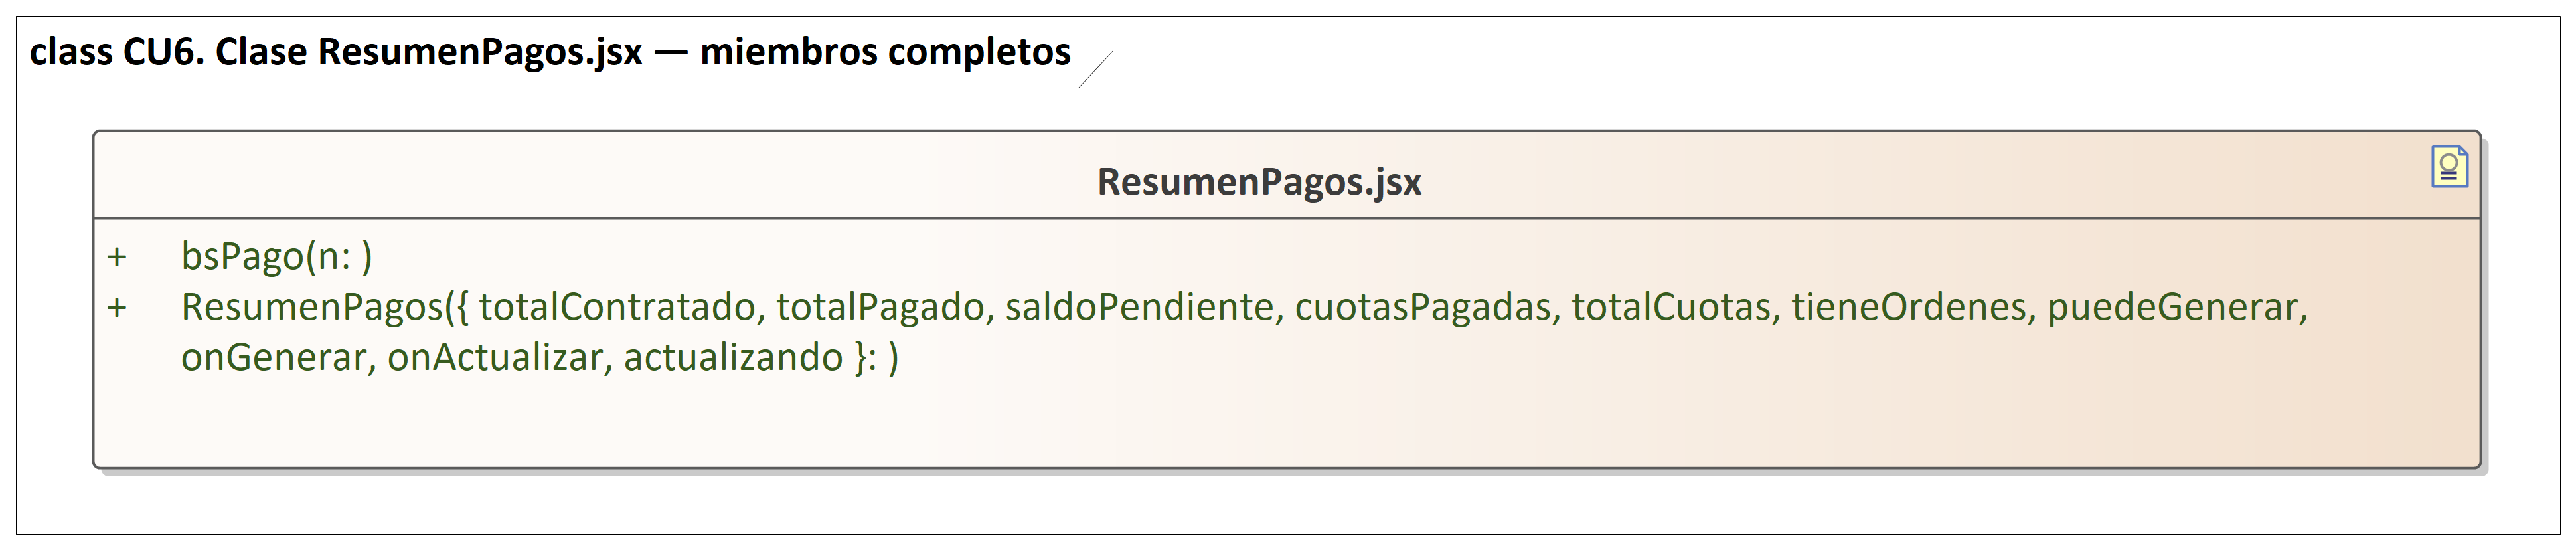 class CU6. Clase ResumenPagos.jsx — miembros completos
ResumenPagos.jsx
+ bsPago(n: )
+ ResumenPagos({ totalContratado, totalPagado, saldoPendiente, cuotasPagadas, totalCuotas, tieneOrdenes, puedeGenerar,
onGenerar, onActualizar, actualizando }: )